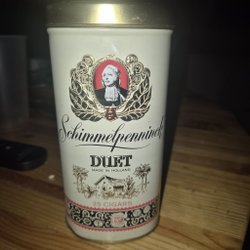 Schimmelpenninck
DUET
MADE IN HOLLAND
25 CIGARS